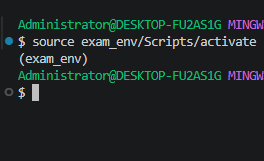 Administrator@DESKTOP-FU2AS1G MINGW
$ source exam_env/Scripts/activate
(exam_env)
Administrator@DESKTOP-FU2AS1G MINGW
$